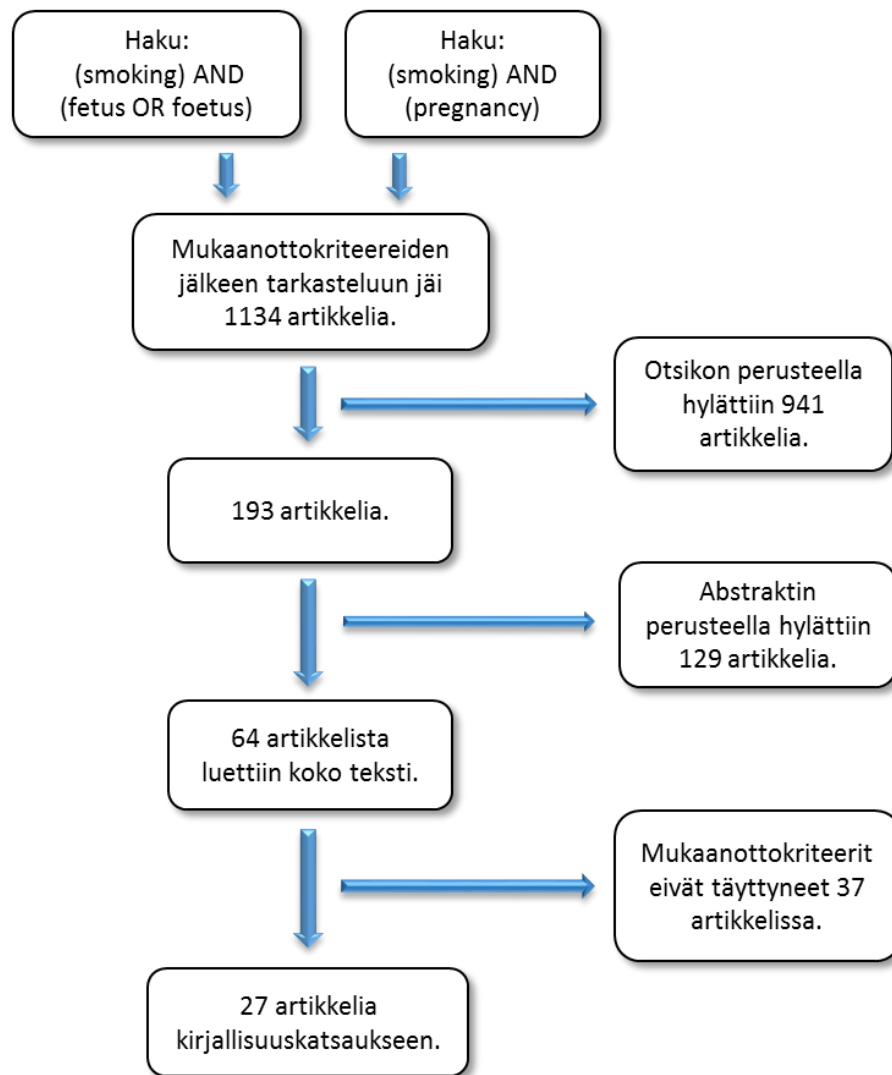 Haku:
(smoking) AND
(fetus OR foetus)
Haku:
(smoking) AND
(pregnancy)
Mukaanottokriteereiden
jälkeen tarkasteluun jäi
1134 artikkelia.
Otsikon perusteella
hylättiin 941
artikkelia.
193 artikkelia.
Abstraktin
perusteella hylättiin
129 artikkelia.
64 artikkelista
luettiin koko teksti.
Mukaanottokriteerit
eivät täyttyneet 37
artikkelissa.
27 artikkelia
kirjallisuuskatsaukseen.